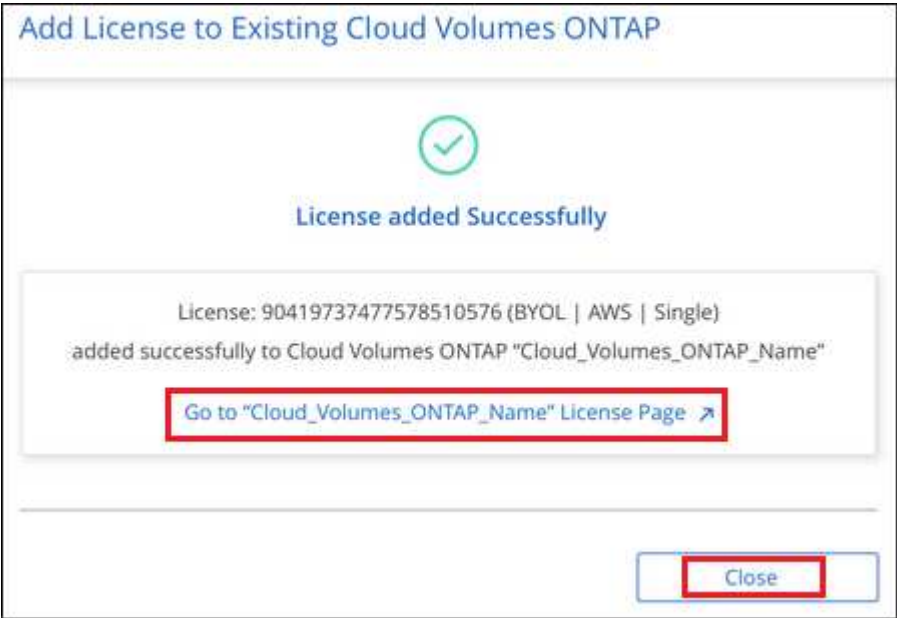 Add License to Existing Cloud Volumes ONTAP
License added Successfully
License: 90419737477578510576 (BYOL | AWS | Single)
added successfully to Cloud Volumes ONTAP "Cloud_Volumes_ONTAP_Name"
Go to "Cloud_Volumes_ONTAP_Name" License Page
Close